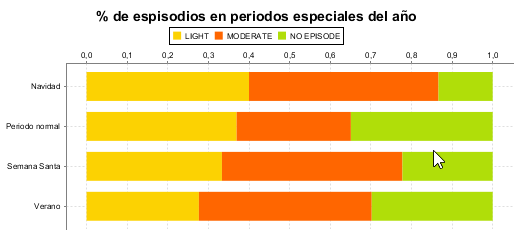 % de espisodios en periodos especiales del año
LIGHT MODERATE NO EPISODE
0,0 0,1 0,2 0,3 0,4 0,5 0,6 0,7 0,8 0,9 1,0
Navidad
Periodo normal
Semana Santa
Verano